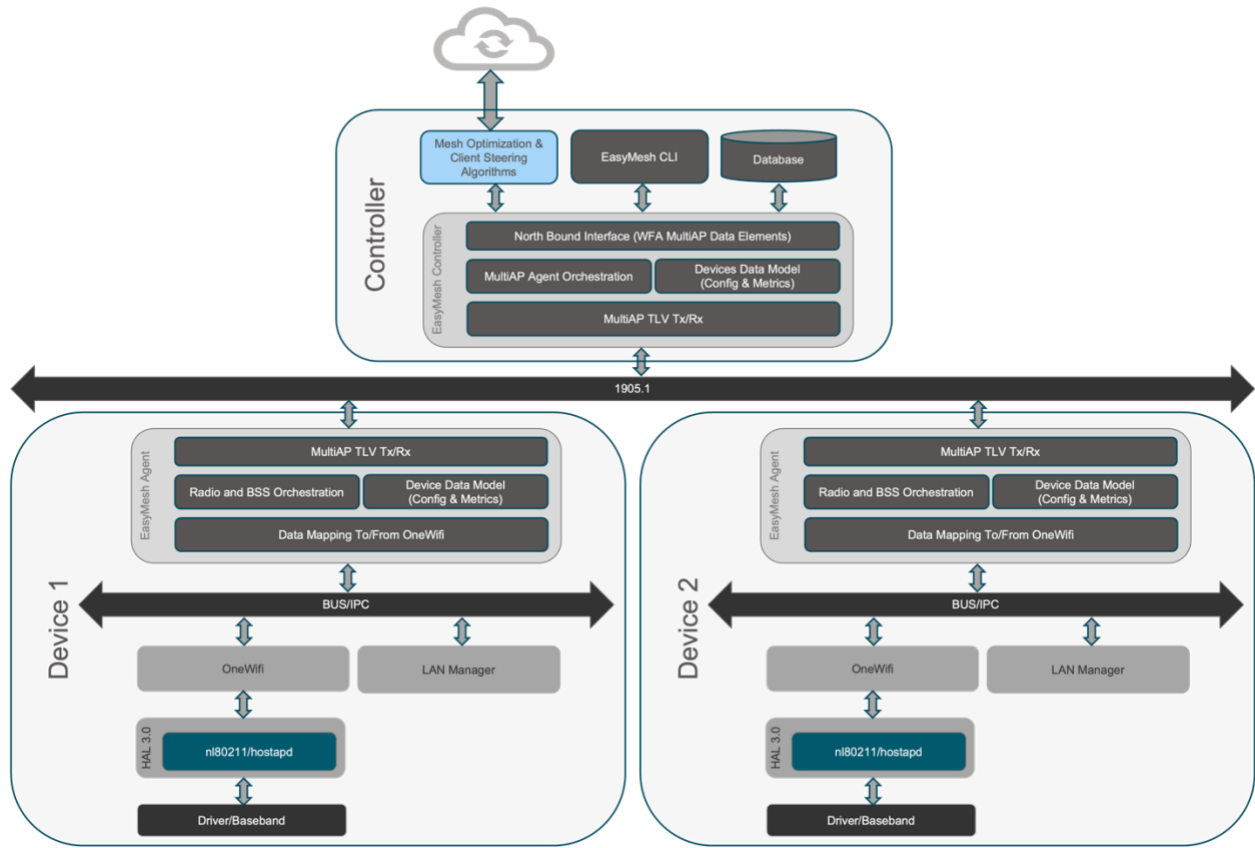 Mesh Optimization &
Client Steering
Algorithms
EasyMesh CLI
Database
Controller
EasyMesh Controller
North Bound Interface (WFA MultiAP Data Elements)
MultiAP Agent Orchestration
Devices Data Model
(Config & Metrics)
MultiAP TLV Tx/Rx
1905.1
Device 1
EasyMesh Agent
MultiAP TLV Tx/Rx
Radio and BSS Orchestration
Device Data Model
(Config & Metrics)
Data Mapping To/From OneWifi
BUS/IPC
OneWifi
LAN Manager
HAL 3.0
nl80211/hostapd
Driver/Baseband
Device 2
EasyMesh Agent
MultiAP TLV Tx/Rx
Radio and BSS Orchestration
Device Data Model
(Config & Metrics)
Data Mapping To/From OneWifi
BUS/IPC
OneWifi
LAN Manager
HAL 3.0
nl80211/hostapd
Driver/Baseband